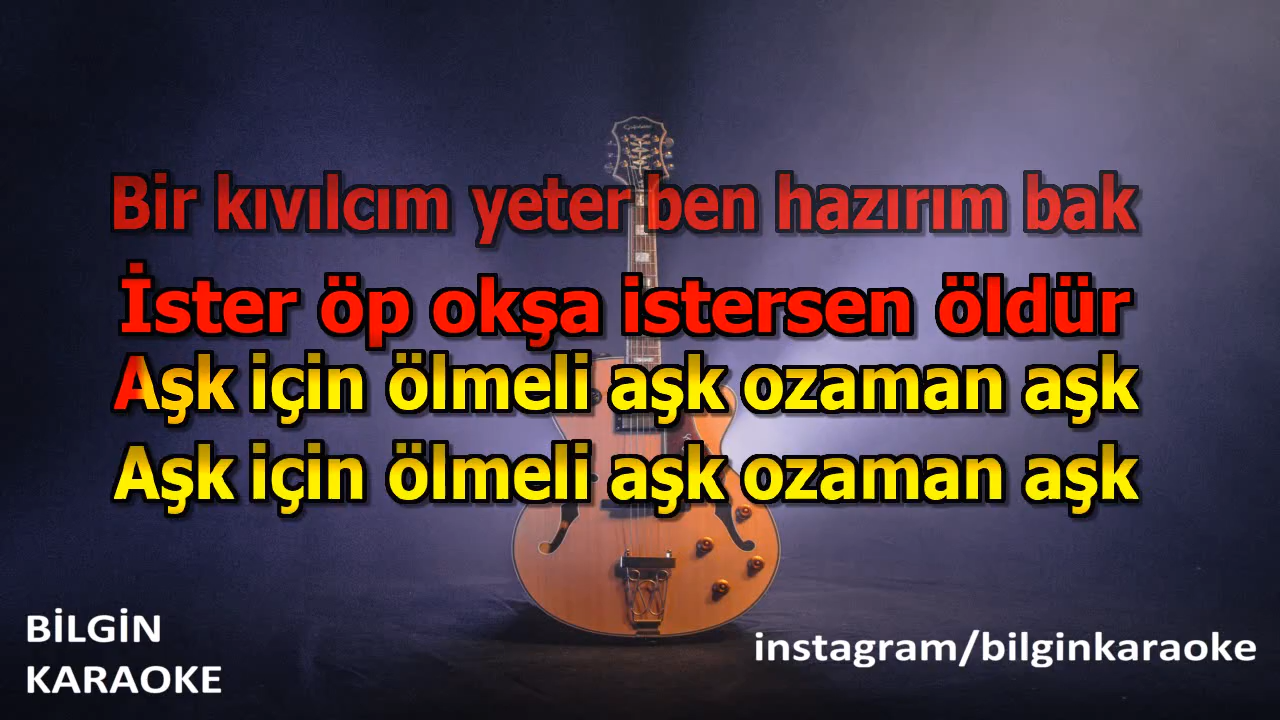 Bir kıvılcım yeter ben hazırım bak
İster öp okşa istersen öldür
Aşk için ölmeli aşk ozaman aşk
Aşk için ölmeli aşk ozaman aşk
BİLGİN
KARAOKE
instagram/bilginkaraoke